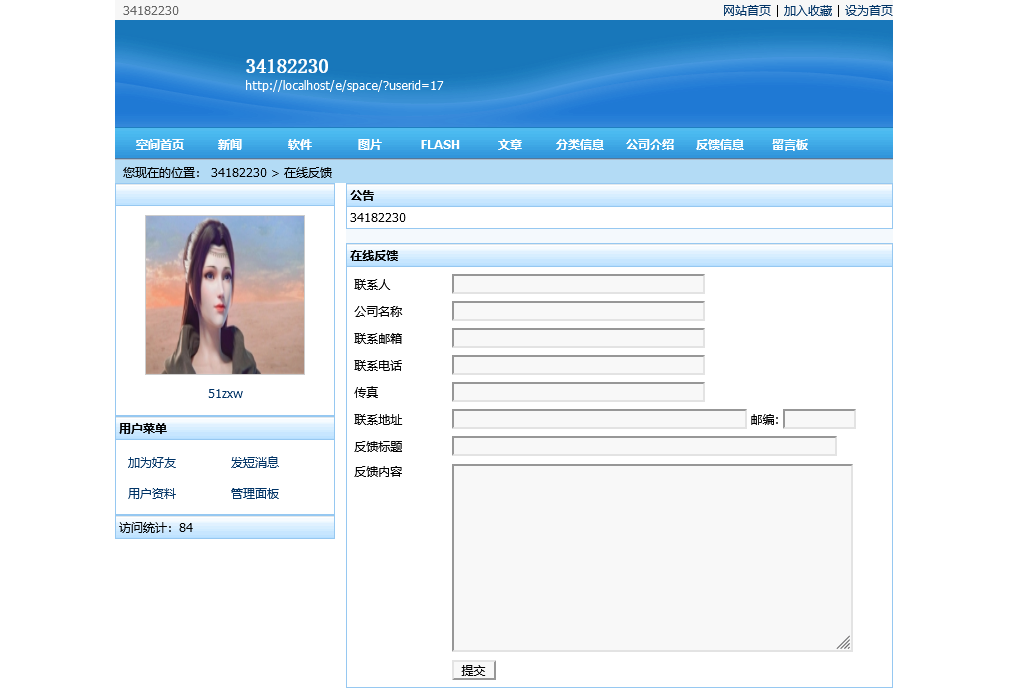 34182230 网站首页 | 加入收藏 | 设为首页
34182230
http://localhost/e/space/?userid=17
空间首页 新闻 软件 图片 FLASH 文章 分类信息 公司介绍 反馈信息 留言板
您现在的位置： 34182230 > 在线反馈
公告
34182230
51zxw
用户菜单
加为好友 发短消息
用户资料 管理面板
访问统计：84
在线反馈
联系人
公司名称
联系邮箱
联系电话
传真
联系地址 邮编:
反馈标题
反馈内容
提交